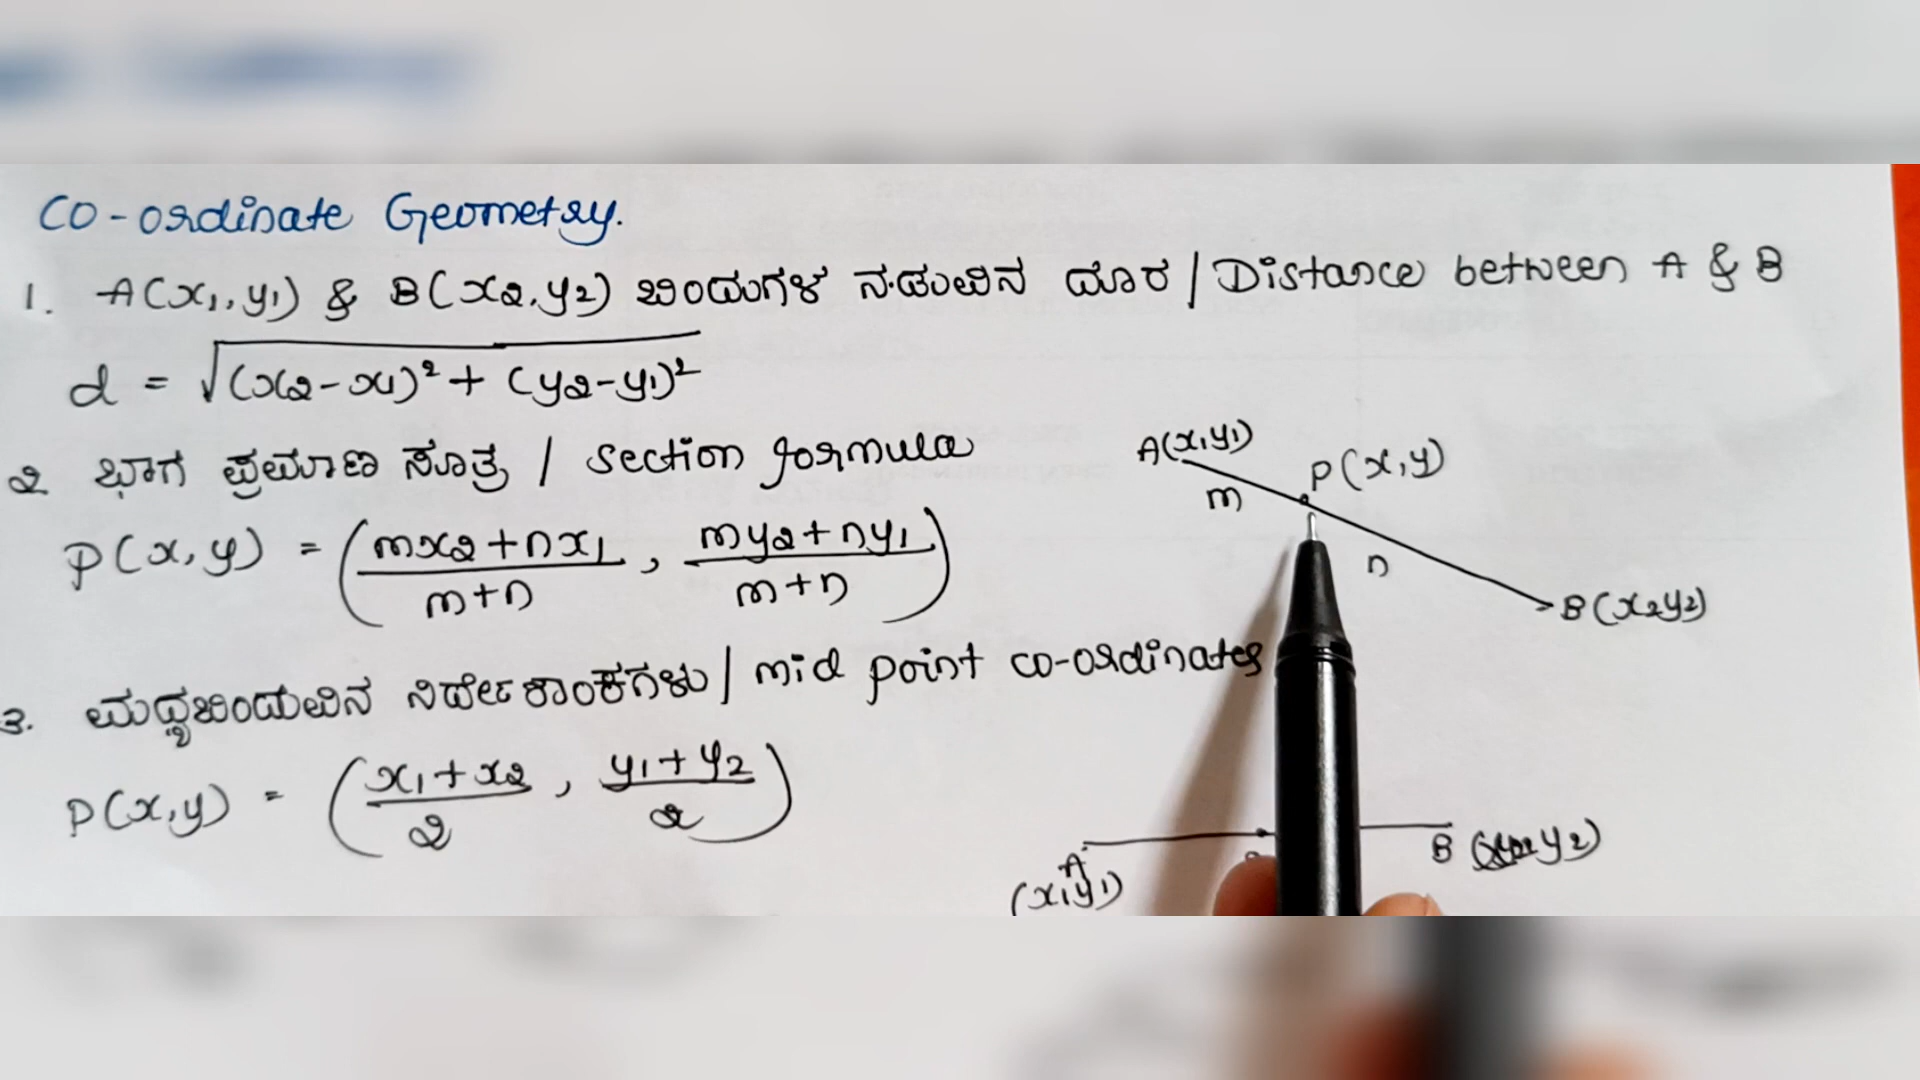 Co-ordinate Geometry.
1. A(x1, y1) & B(x2, y2) ಬಿಂದುಗಳ ನಡುವಿನ ದೂರ / Distance between A & B
d = √(x2-x1)² + (y2-y1)²
2 ಭಾಗ ಪ್ರಮಾಣ ಸೂತ್ರ / section formula
A(x1y1)
P(x,y)
m
P(x,y) = (mx2+nx1/m+n, my2+ny1/m+n)
n
B(x2y2)
3. ಮಧ್ಯಬಿಂದುವಿನ ನಿರ್ದೇಶಾಂಕಗಳು / mid point co-ordinates
P(x,y) = (x1+x2/2, y1+y2/2)
A
B y2)
(x1y1)